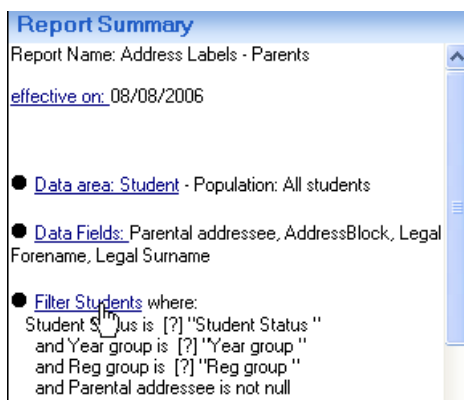 Report Summary
Report Name: Address Labels - Parents
effective on: 08/08/2006
Data area: Student - Population: All students
Data Fields: Parental addressee, AddressBlock, Legal
Forename, Legal Surname
Filter Students where:
Student is [?] "Student Status "
and Year group is [?] "Year group "
and Reg group is [?] "Reg group "
and Parental addressee is not null